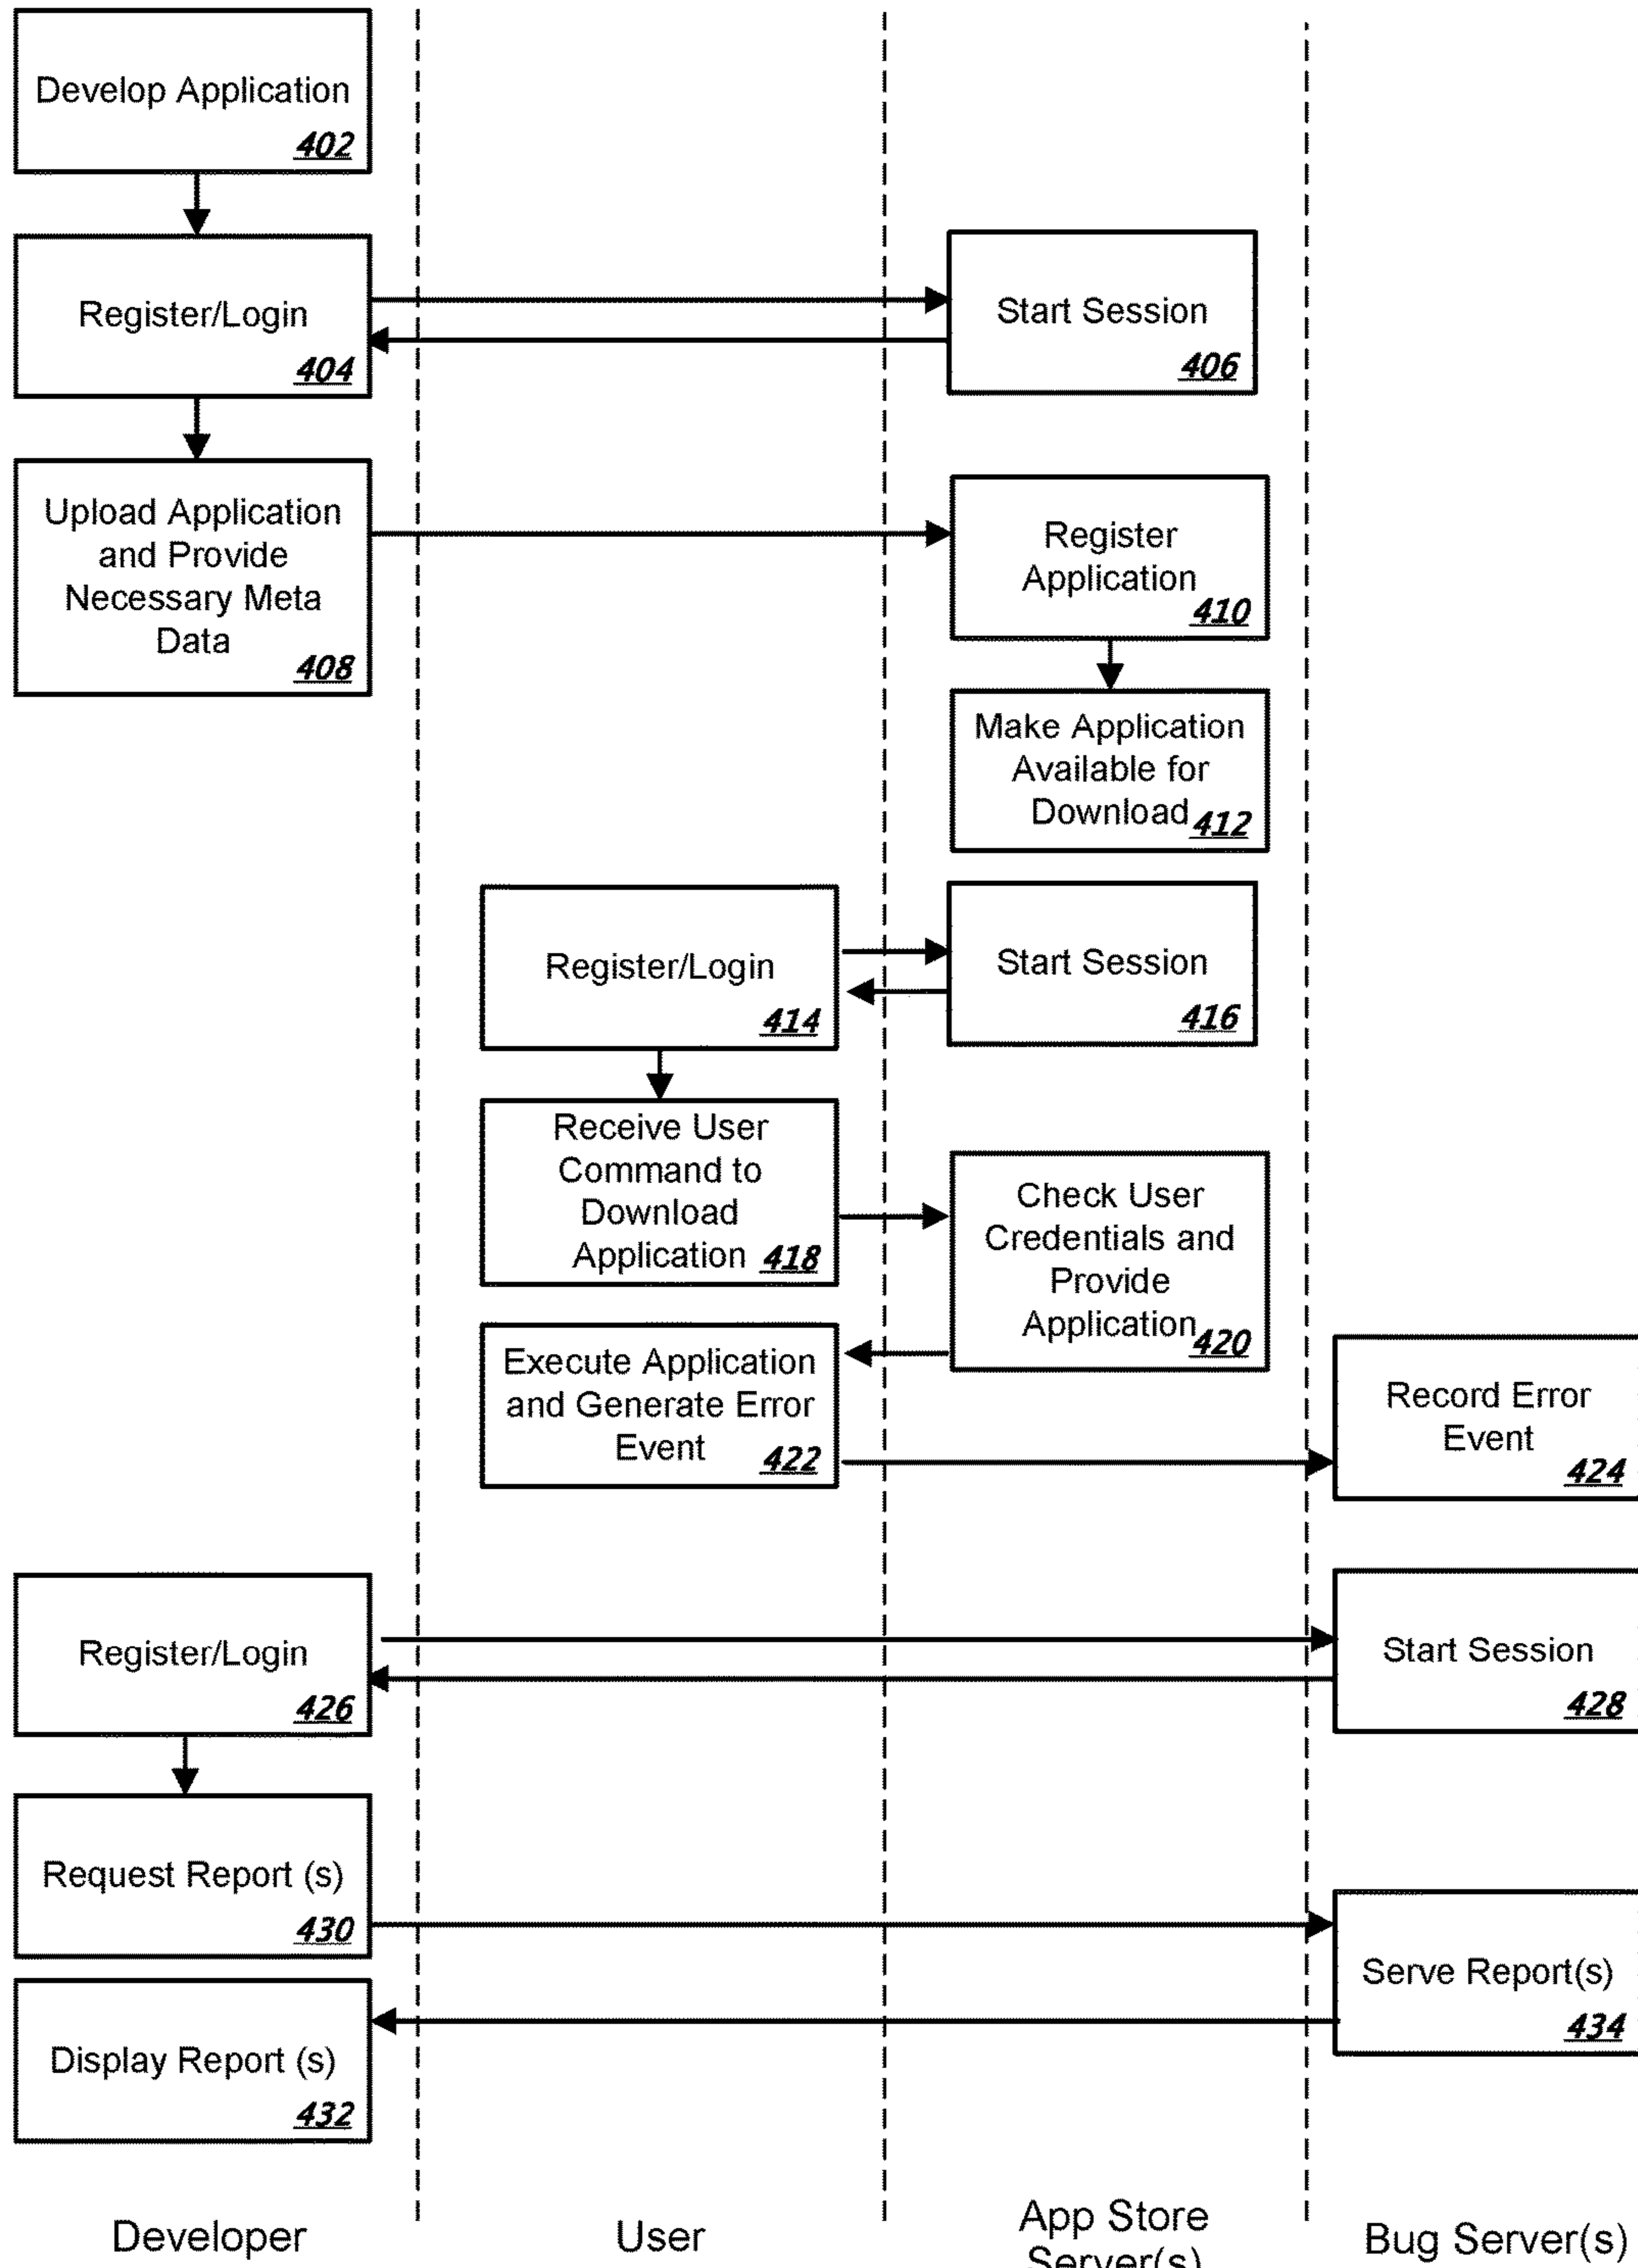 Develop Application
402
Register/Login
404
Start Session
406
Upload Application
and Provide
Necessary Meta
Data
408
Register
Application
410
Make Application
Available for
Download
412
Register/Login
414
Start Session
416
Receive User
Command to
Download
Application
418
Check User
Credentials and
Provide
Application
420
Execute Application
and Generate Error
Event
422
Record Error
Event
424
Register/Login
426
Start Session
428
Request Report (s)
430
Serve Report(s)
434
Display Report (s)
432
Developer
User
App Store
Server(s)
Bug Server(s)